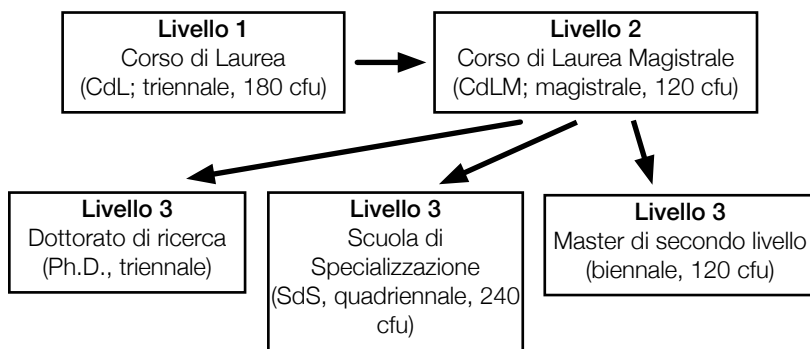 Livello 1
Corso di Laurea
(CdL; triennale, 180 cfu)
Livello 2
Corso di Laurea Magistrale
(CdLM; magistrale, 120 cfu)
Livello 3
Dottorato di ricerca
(Ph.D., triennale)
Livello 3
Scuola di
Specializzazione
(SdS, quadriennale, 240
cfu)
Livello 3
Master di secondo livello
(biennale, 120 cfu)